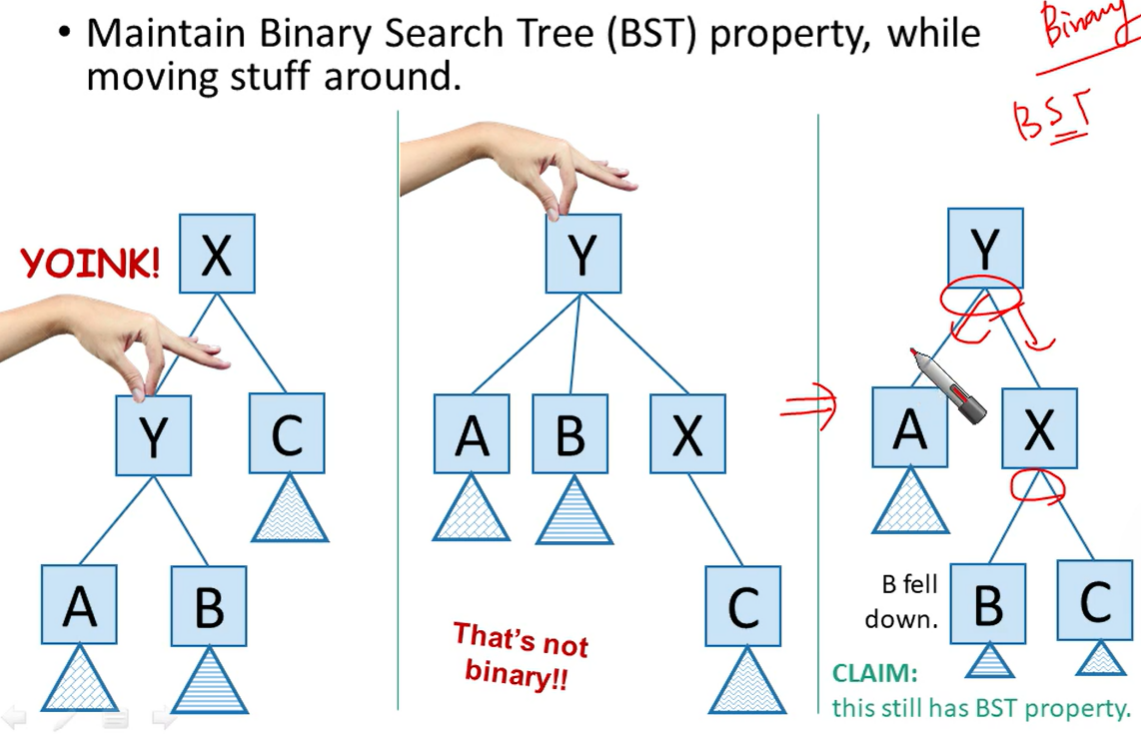 • Maintain Binary Search Tree (BST) property, while
moving stuff around.
Binary
BST
YOINK!
X
Y
C
A
B
Y
A
B
X
C
That's not
binary!!
Y
A
X
B fell
down.
B
C
CLAIM:
this still has BST property.